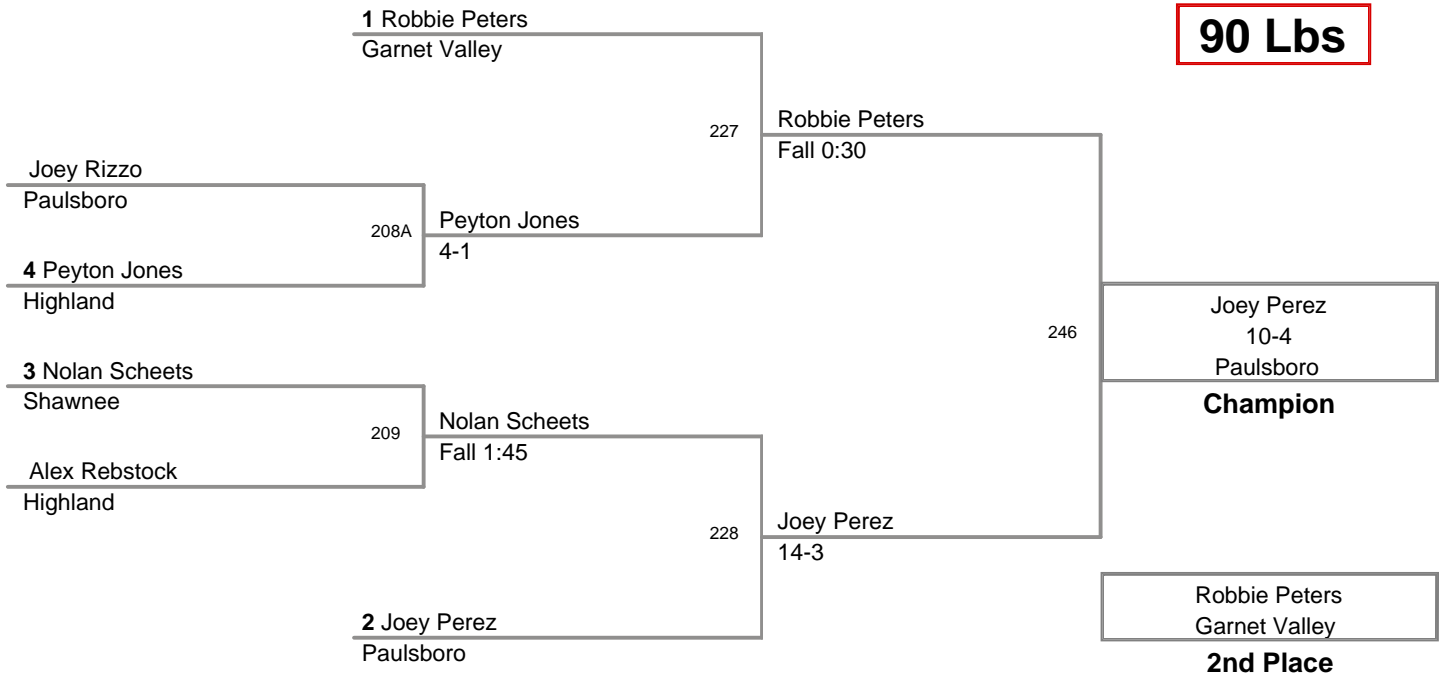 1 Robbie Peters
Garnet Valley
90 Lbs
227
Robbie Peters
Fall 0:30
Joey Rizzo
Paulsboro
208A
Peyton Jones
4-1
4 Peyton Jones
Highland
246
Joey Perez
10-4
Paulsboro
Champion
3 Nolan Scheets
Shawnee
209
Nolan Scheets
Fall 1:45
Alex Rebstock
Highland
228
Joey Perez
14-3
2 Joey Perez
Paulsboro
Robbie Peters
Garnet Valley
2nd Place